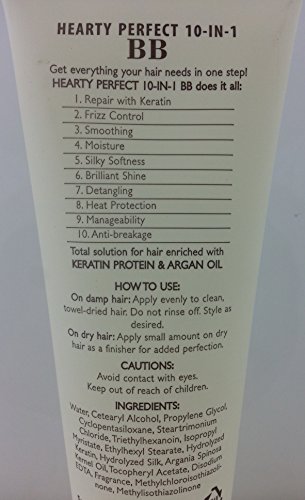 HEARTY PERFECT 10-IN-1
BB
Get everything your hair needs in one step!
HEARTY PERFECT 10-IN-1 BB does it all:
1. Repair with Keratin
2. Frizz Control
3. Smoothing
4. Moisture
5. Silky Softness
6. Brilliant Shine
7. Detangling
8. Heat Protection
9. Manageability
10. Anti-breakage
Total solution for hair enriched with
KERATIN PROTEIN & ARGAN OIL
HOW TO USE:
On damp hair: Apply evenly to clean,
towel-dried hair. Do not rinse off. Style as
desired.
On dry hair: Apply small amount on dry
hair as a finisher for added perfection.
CAUTIONS:
Avoid contact with eyes.
Keep out of reach of children.
INGREDIENTS:
Water, Cetearyl Alcohol, Propylene Glycol,
Cyclopentasiloxane, Steartrimonium
Chloride, Triethylhexanoin, Isopropyl
Myristate, Ethylhexyl Stearate, Hydrolyzed
Keratin, Hydrolyzed Silk, Argania Spinosa
Kernel Oil, Tocopheryl Acetate, Disodium
EDTA, Fragrance, Methylchloroisothiazoli-
none, Methylisothiazolinone